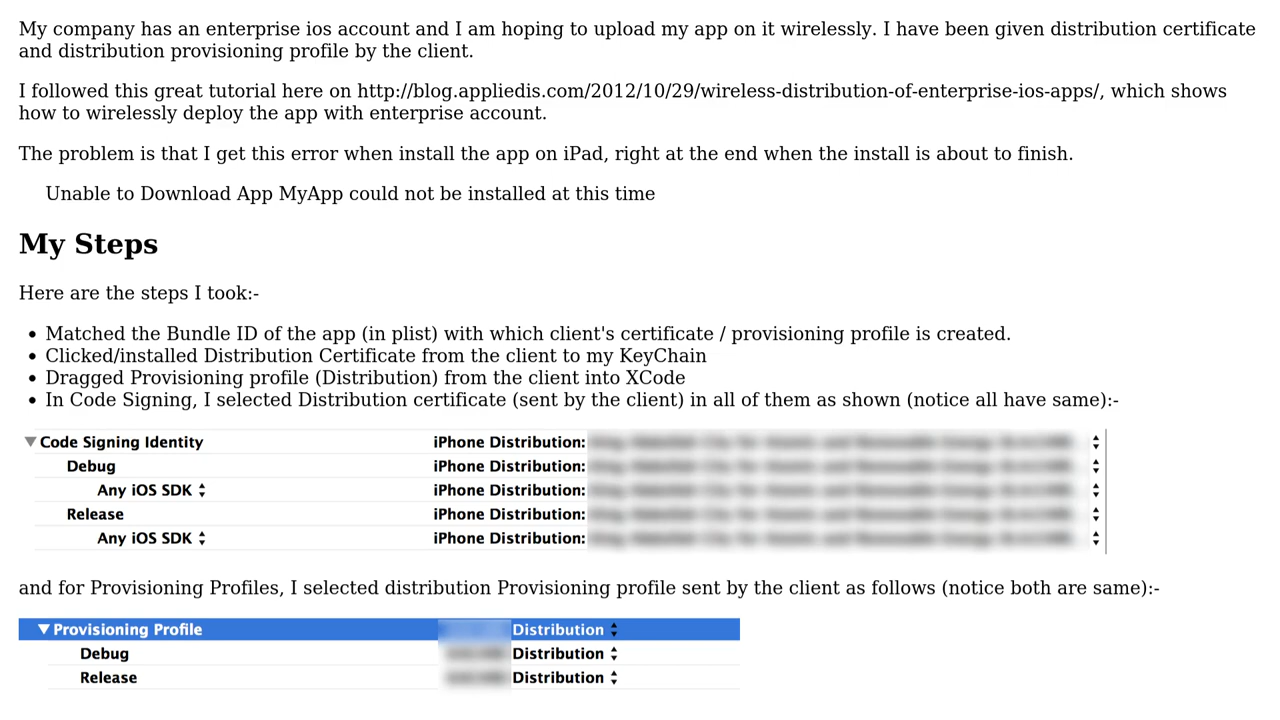 My company has an enterprise ios account and I am hoping to upload my app on it wirelessly. I have been given distribution certificate
and distribution provisioning profile by the client.
I followed this great tutorial here on http://blog.appliedis.com/2012/10/29/wireless-distribution-of-enterprise-ios-apps/, which shows
how to wirelessly deploy the app with enterprise account.
The problem is that I get this error when install the app on iPad, right at the end when the install is about to finish.
Unable to Download App MyApp could not be installed at this time
My Steps
Here are the steps I took:-
• Matched the Bundle ID of the app (in plist) with which client's certificate / provisioning profile is created.
• Clicked/installed Distribution Certificate from the client to my KeyChain
• Dragged Provisioning profile (Distribution) from the client into XCode
• In Code Signing, I selected Distribution certificate (sent by the client) in all of them as shown (notice all have same):-
Code Signing Identity iPhone Distribution:
Debug iPhone Distribution:
Any iOS SDK iPhone Distribution:
Release iPhone Distribution:
Any iOS SDK iPhone Distribution:
and for Provisioning Profiles, I selected distribution Provisioning profile sent by the client as follows (notice both are same):-
Provisioning Profile Distribution
Debug Distribution
Release Distribution